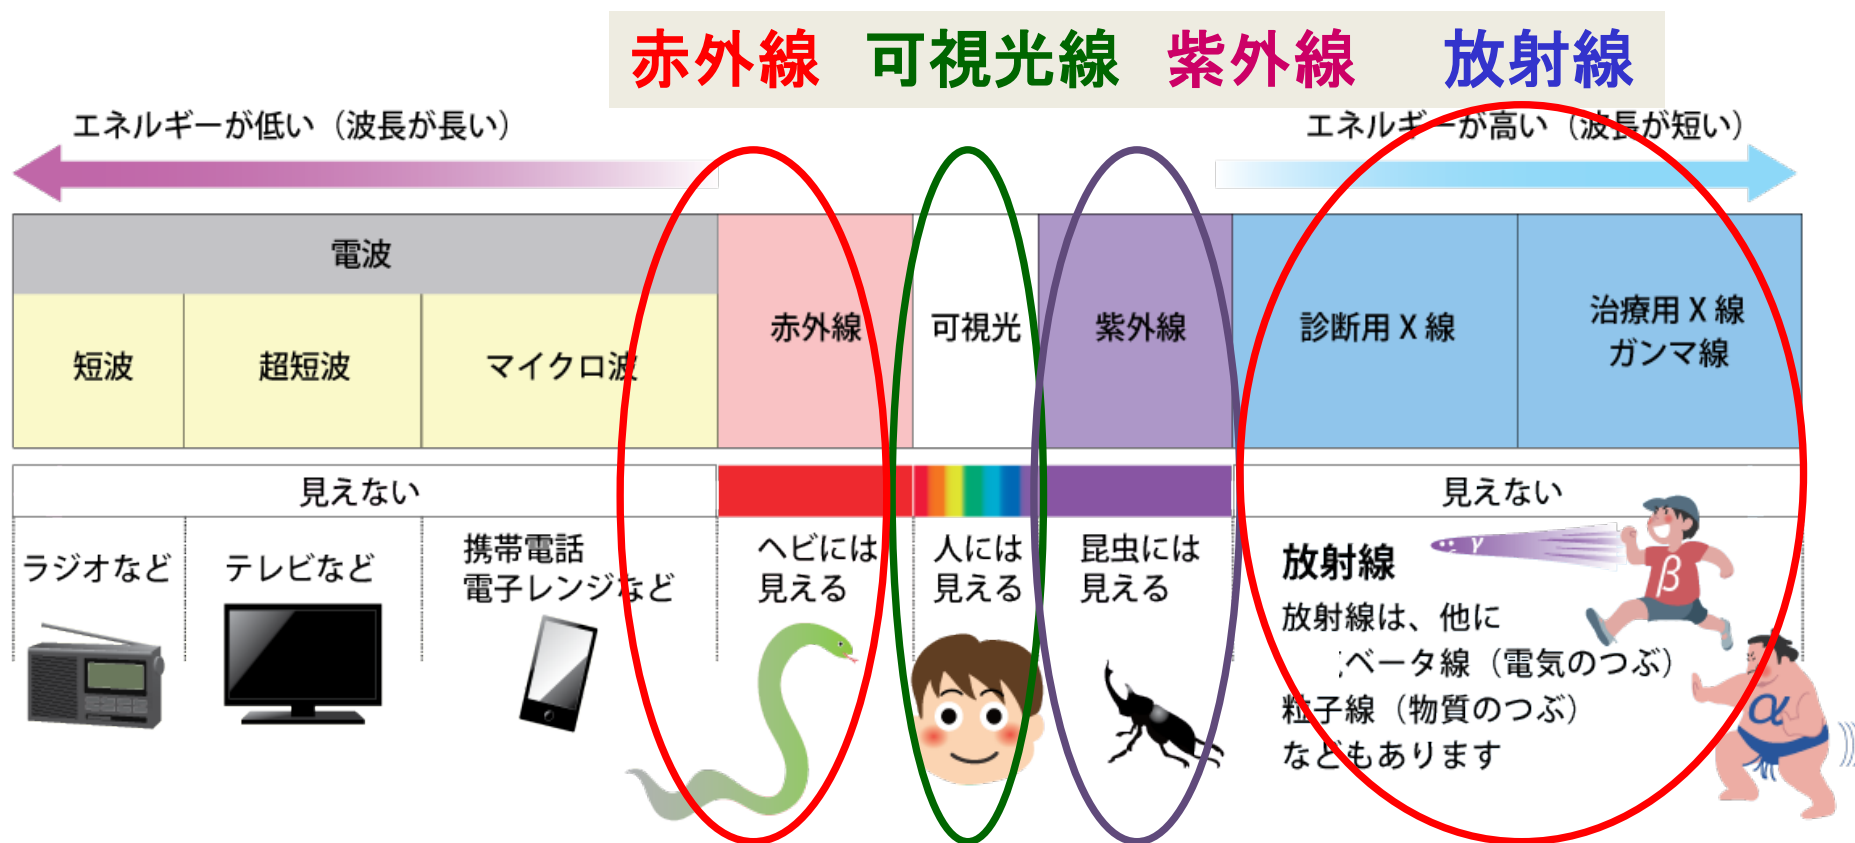 赤外線 可視光線 紫外線 放射線
エネルギーが低い（波長が長い）
エネルギーが高い（波長が短い）
電波
短波
超短波
マイクロ波
赤外線
可視光
紫外線
診断用 X 線
治療用 X 線
ガンマ線
見えない
見えない
ラジオなど
テレビなど
携帯電話
電子レンジなど
ヘビには
見える
人には
見える
昆虫には
見える
放射線
放射線は、他に
ベータ線（電気のつぶ）
粒子線（物質のつぶ）
などもあります
γ
β
α